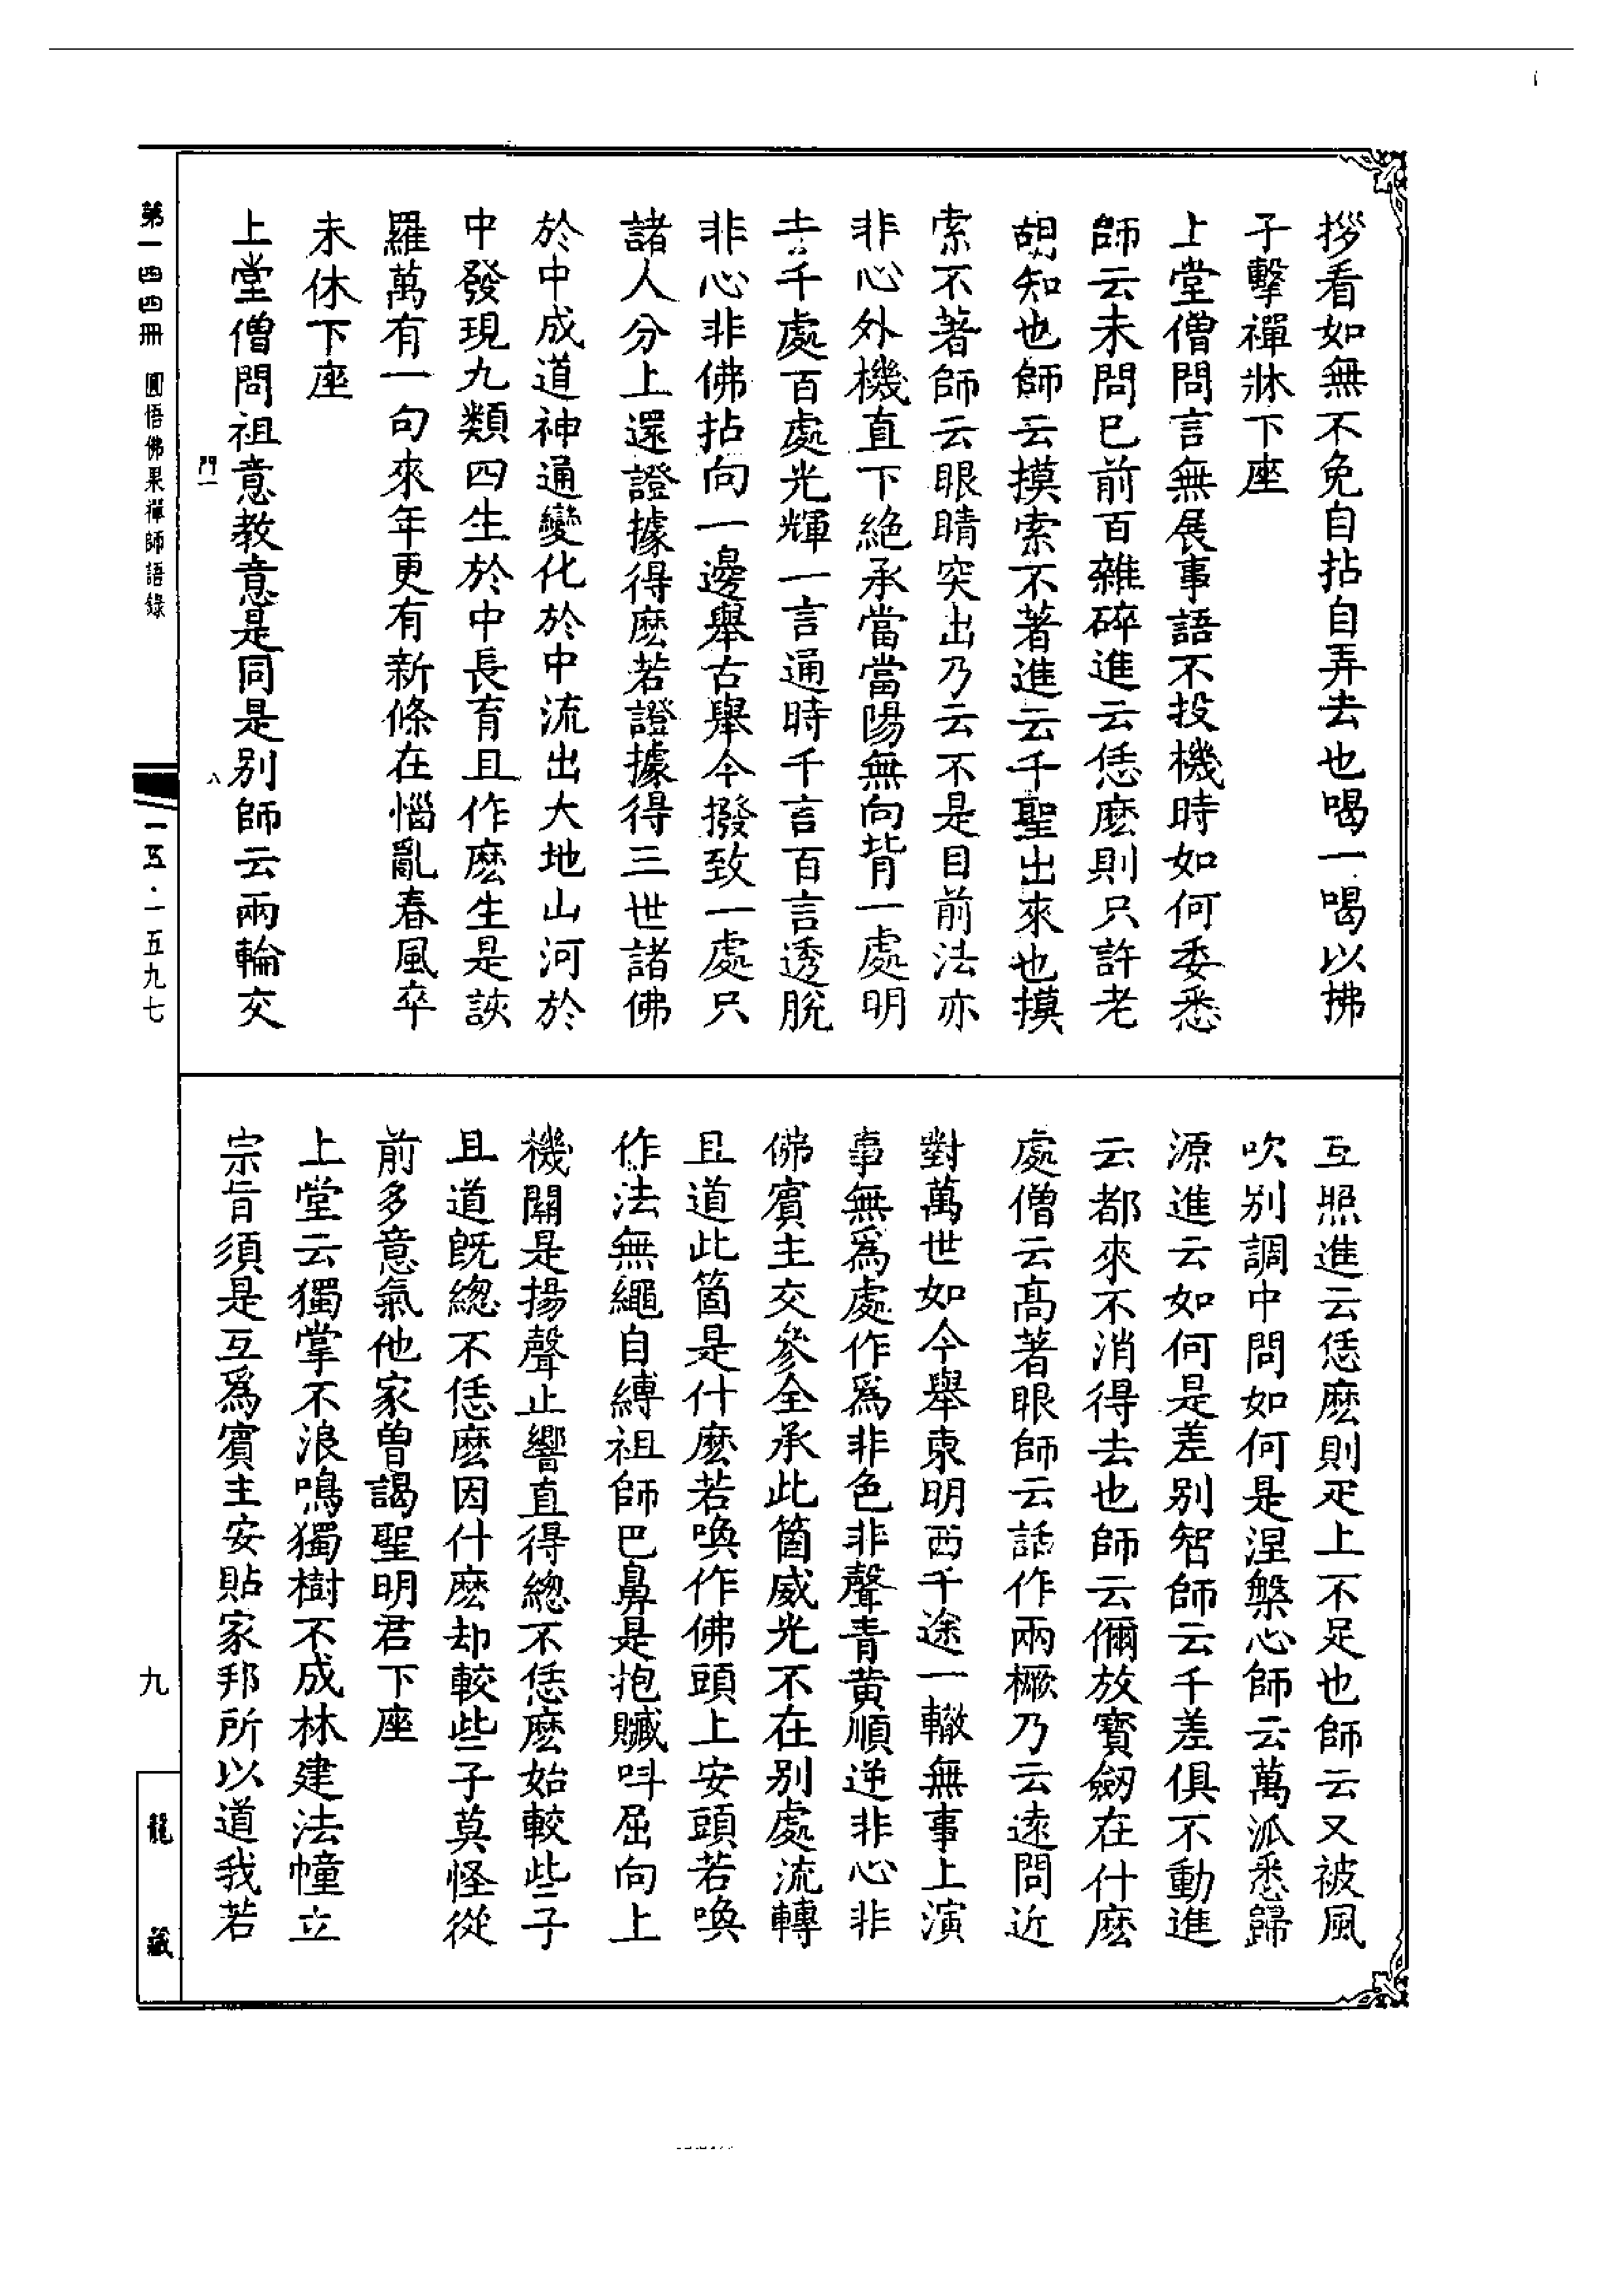 拶看如無不免自拈自弄去也喝一喝以拂
子擊禪牀下座
上堂僧問言無展事語不投機時如何委悉
師云未問已前百雜碎進云恁麽則只許老
胡知也師云摸索不著進云千聖出來也摸
索不著師云眼睛突出乃云不是目前法亦
非心外機直下絶承當當陽無向背一處明
去千處百處光輝一言通時千言百言透脫
非心非佛拈向一邊舉古舉今撥致一處只
諸人分上還證據得麽若證據得三世諸佛
於中成道神通變化於中流出大地山河於
中發現九類四生於中長育且作麽生是該
羅萬有一句來年更有新條在惱亂春風卒
未休下座
上堂僧問祖意教意是同是別師云兩輪交
互照進云恁麽則疋上不足也師云又被風
吹別調中問如何是涅槃心師云萬派悉歸
源進云如何是差別智師云千差俱不動進
云都來不消得去也師云儞放寶劒在什麽
處僧云高著眼師云話作兩橛乃云遠問近
對萬世如今舉東明西千途一轍無事上演
事無爲處作爲非色非聲青黃順逆非心非
佛賓主交參全承此箇威光不在別處流轉
且道此箇是什麽若喚作佛頭上安頭若喚
作法無繩自縛祖師巴鼻是抱贜呌屈向上
機關是揚聲止響直得總不恁麽始較些子
且道旣總不恁麽因什麽却較些子莫怪從
前多意氣他家曾謁聖明君下座
上堂云獨掌不浪鳴獨樹不成林建法幢立
宗旨須是互爲賓主安貼家邦所以道我若
門一
八
第一四四冊 圓悟佛果禪師語錄
一五·一五九七
九
龍藏